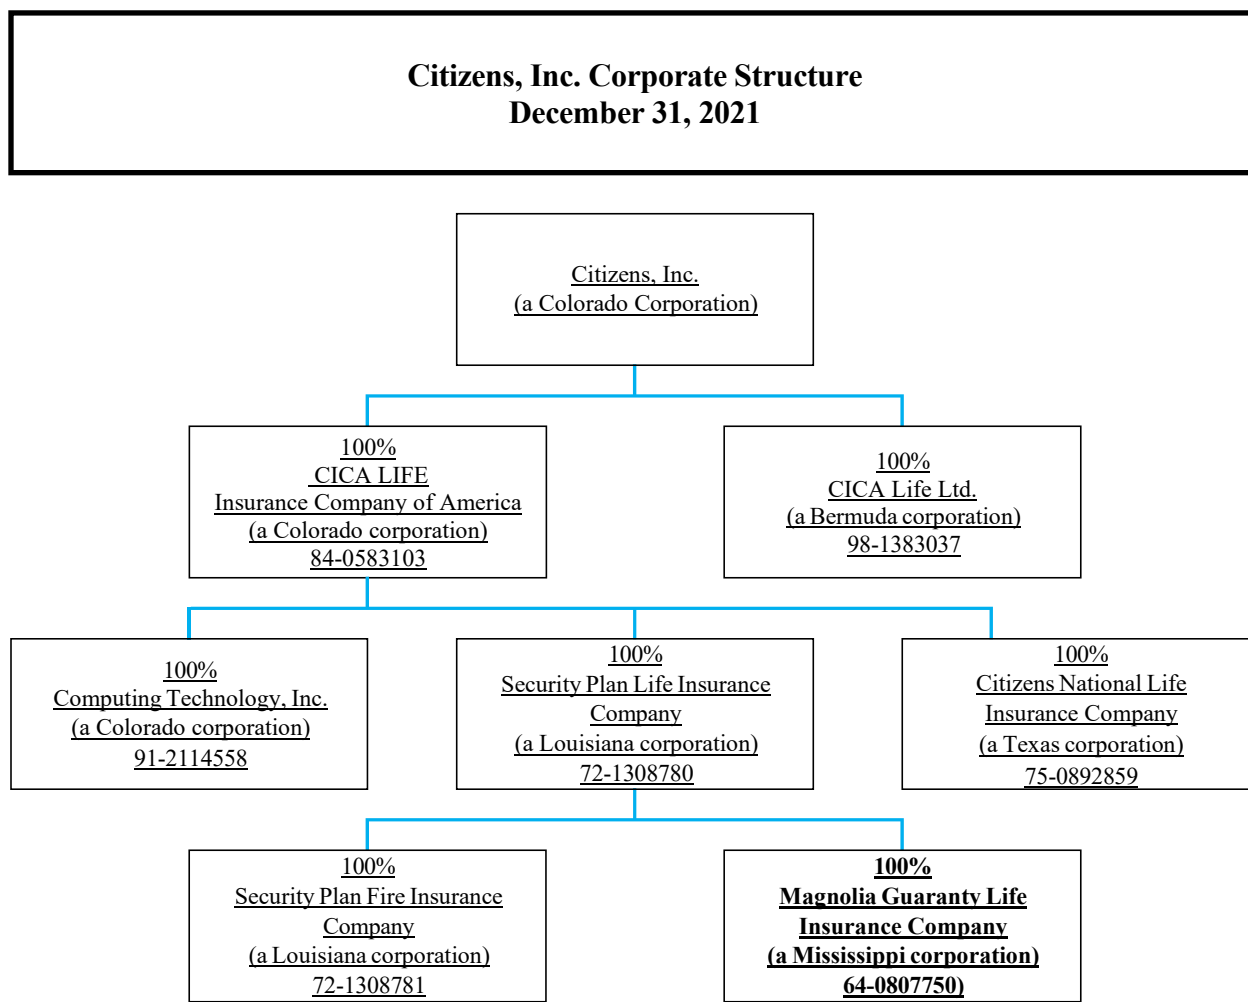 Citizens, Inc. Corporate Structure
December 31, 2021
Citizens, Inc.
(a Colorado Corporation)
100%
CICA LIFE
Insurance Company of America
(a Colorado corporation)
84-0583103
100%
CICA Life Ltd.
(a Bermuda corporation)
98-1383037
100%
Computing Technology, Inc.
(a Colorado corporation)
91-2114558
100%
Security Plan Life Insurance
Company
(a Louisiana corporation)
72-1308780
100%
Citizens National Life
Insurance Company
(a Texas corporation)
75-0892859
100%
Security Plan Fire Insurance
Company
(a Louisiana corporation)
72-1308781
100%
Magnolia Guaranty Life
Insurance Company
(a Mississippi corporation)
64-0807750)